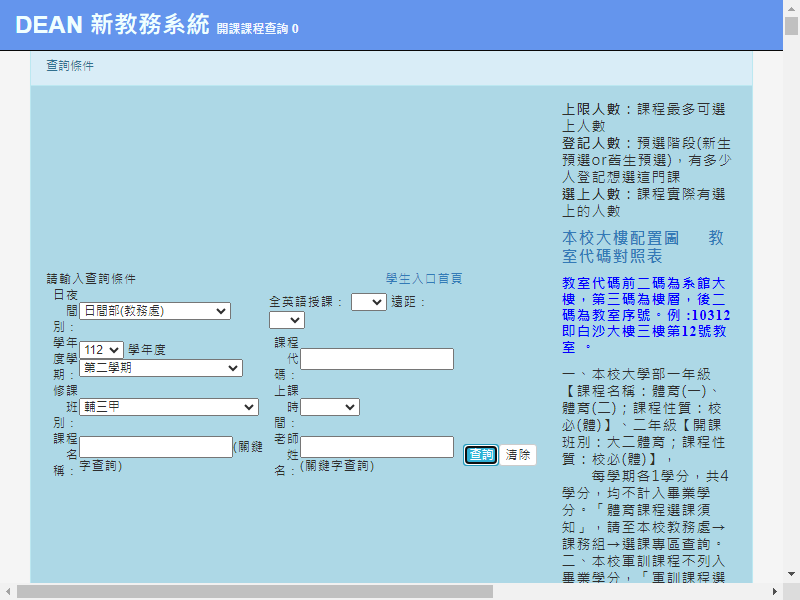 DEAN 新教務系統 開課課程查詢 0
查詢條件
請輸入查詢條件
學生入口首頁
日夜間別：
日間部(教務處)
全英語授課：
遠距：
學年度學期：
112
學年度
第二學期
課程代碼：
修課班別：
輔三甲
上課時間：
課程名稱：
(關鍵字查詢)
老師姓名：
(關鍵字查詢)
查詢
清除
上限人數：課程最多可選
上人數
登記人數：預選階段(新生
預選or舊生預選)，有多少
人登記想選這門課
選上人數：課程實際有選
上的人數
本校大樓配置圖 教
室代碼對照表
教室代碼前二碼為系館大
樓，第三碼為樓層，後二
碼為教室序號。例 :10312
即白沙大樓三樓第12號教
室 。
一、本校大學部一年級
【課程名稱：體育(一)、
體育(二)；課程性質：校
必(體)】、二年級【開課
班別：大二體育；課程性
質：校必(體)】，
每學期各1學分，共4
學分，均不計入畢業學
分。「體育課程選課須
知」，請至本校教務處→
課務組→選課專區查詢。
二、本校軍訓課程不列入
畢業學分，「軍訓課程選